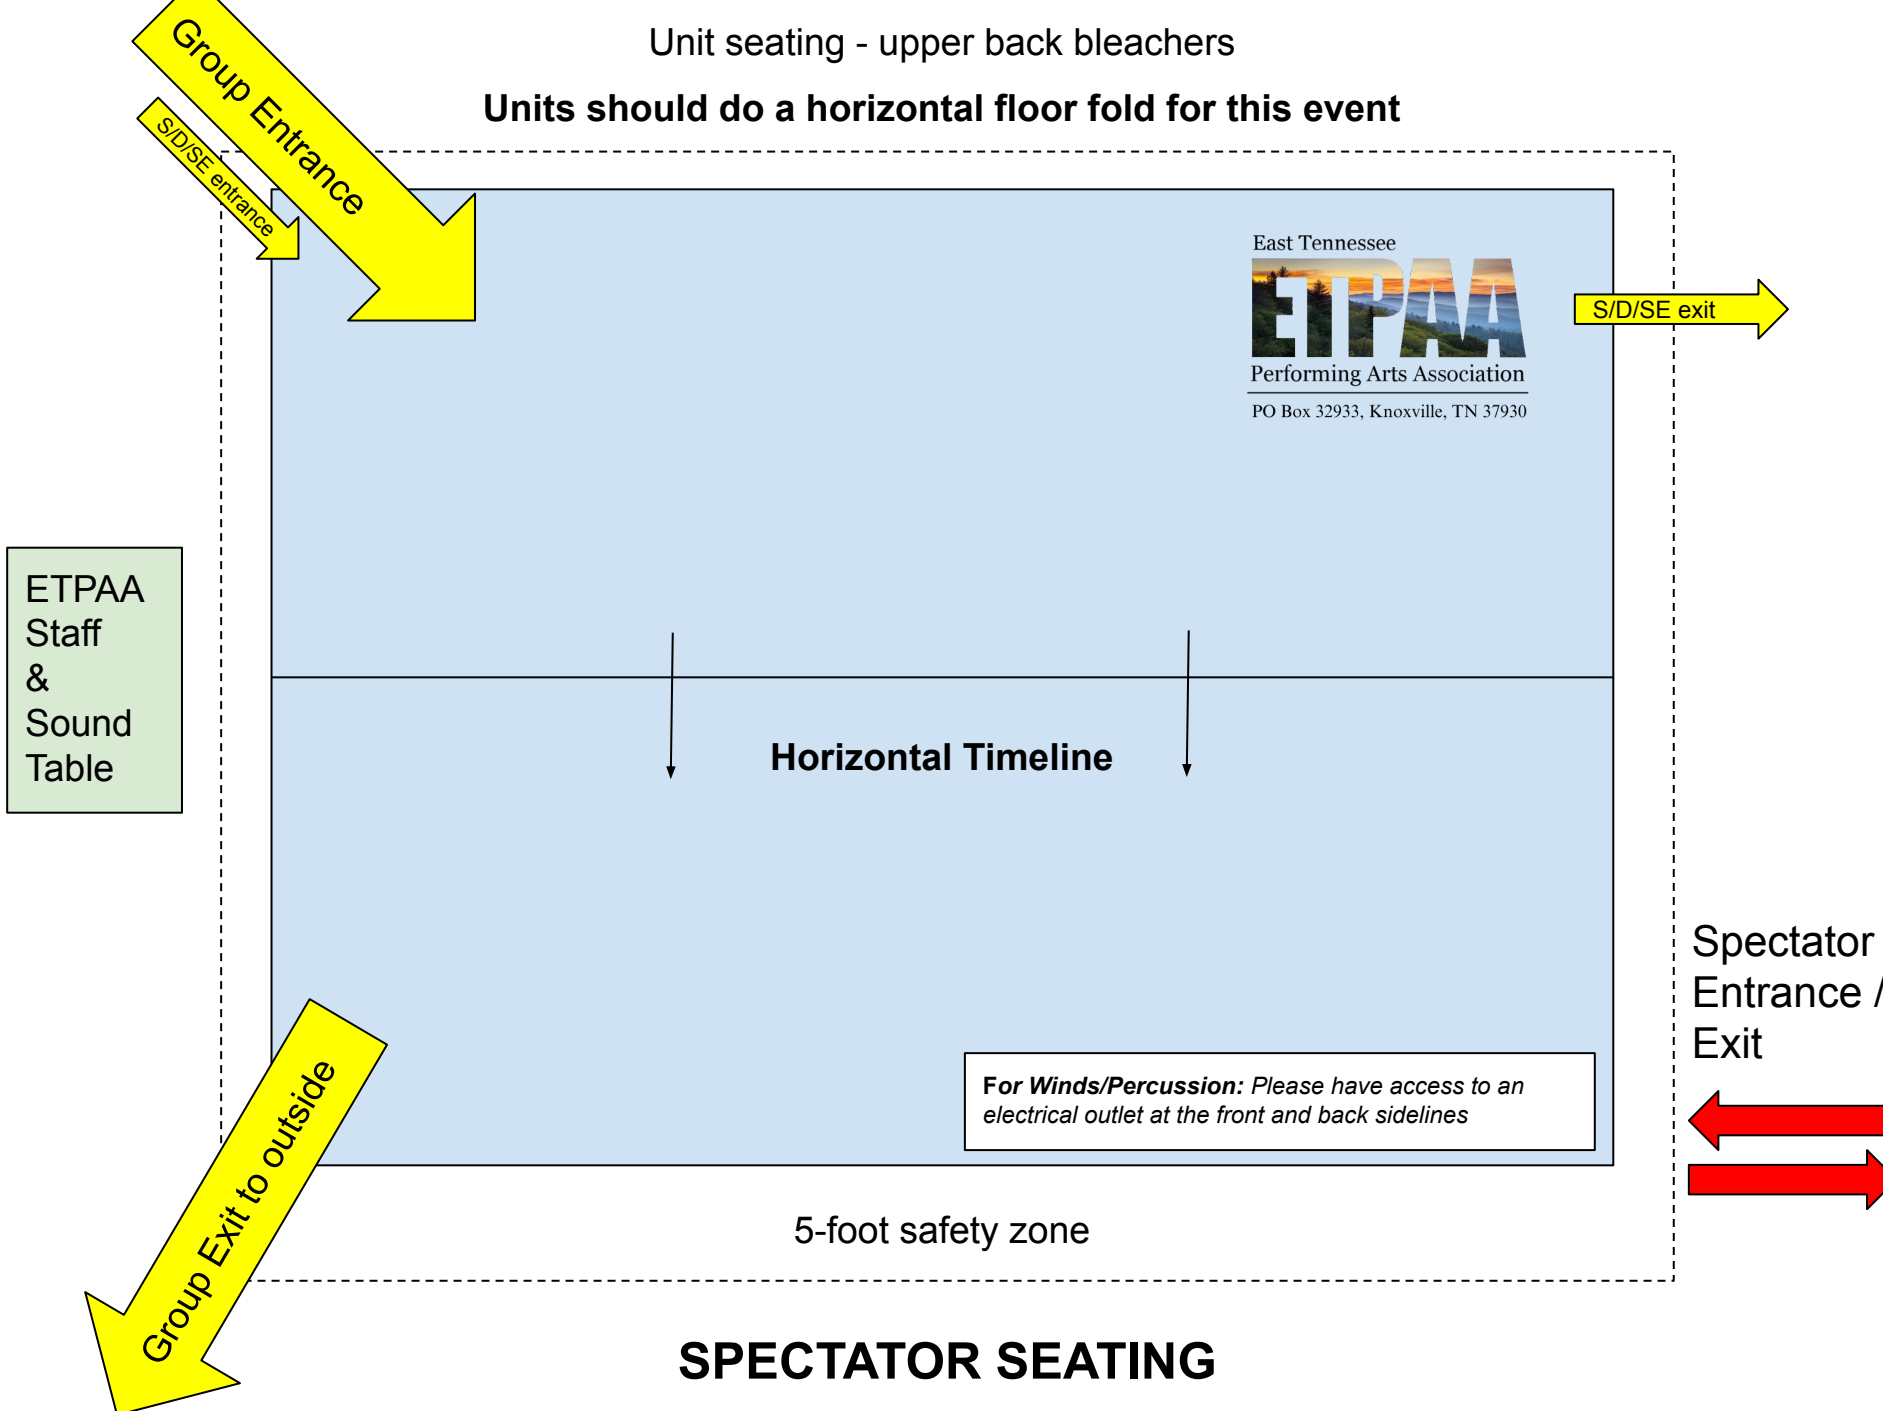 Unit seating - upper back bleachers
Units should do a horizontal floor fold for this event
Group Entrance
S/D/SE entrance
East Tennessee
ETPAA
Performing Arts Association
PO Box 32933, Knoxville, TN 37930
S/D/SE exit
ETPAA
Staff
&
Sound
Table
Horizontal Timeline
Spectator
Entrance /
Exit
For Winds/Percussion: Please have access to an
electrical outlet at the front and back sidelines
Group Exit to outside
5-foot safety zone
SPECTATOR SEATING